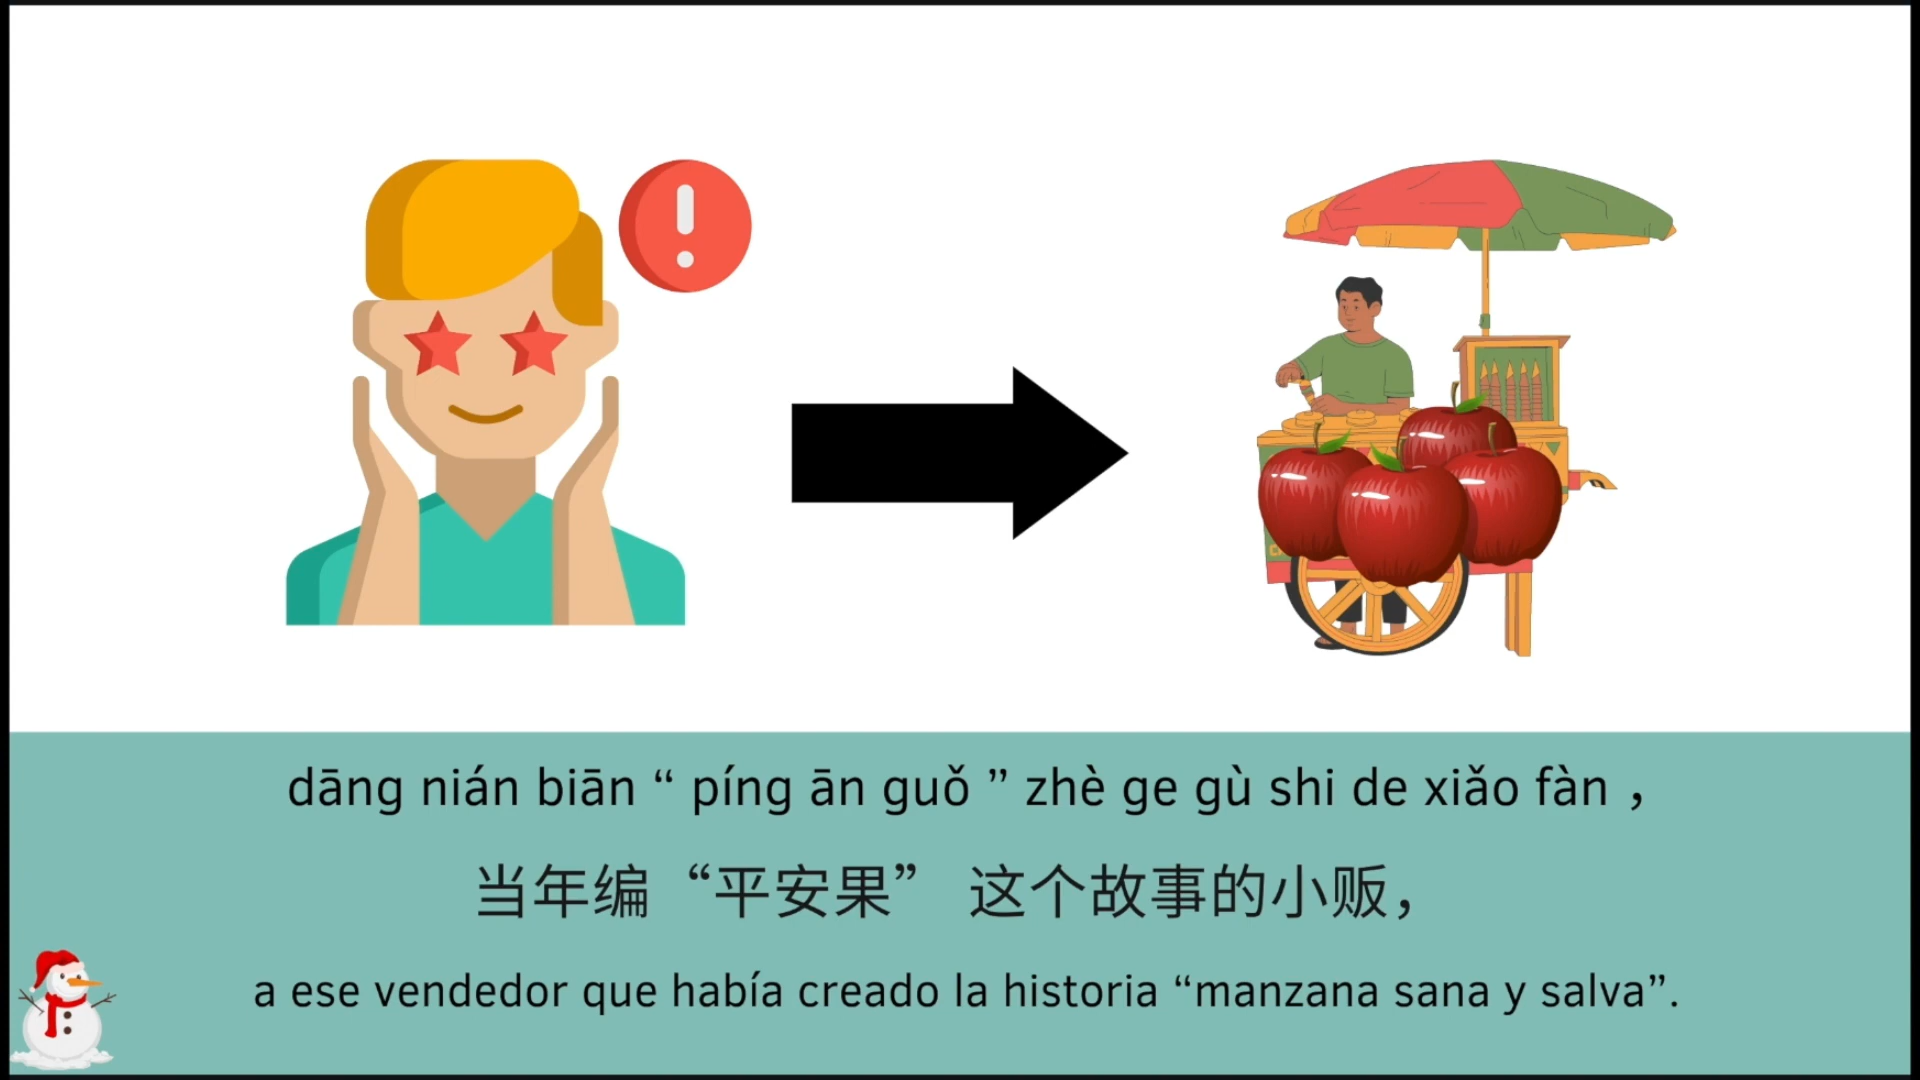 dāng nián biān “ píng ān guǒ ” zhè ge gù shi de xiǎo fàn ，
当年编“平安果” 这个故事的小贩，
a ese vendedor que había creado la historia “manzana sana y salva”.